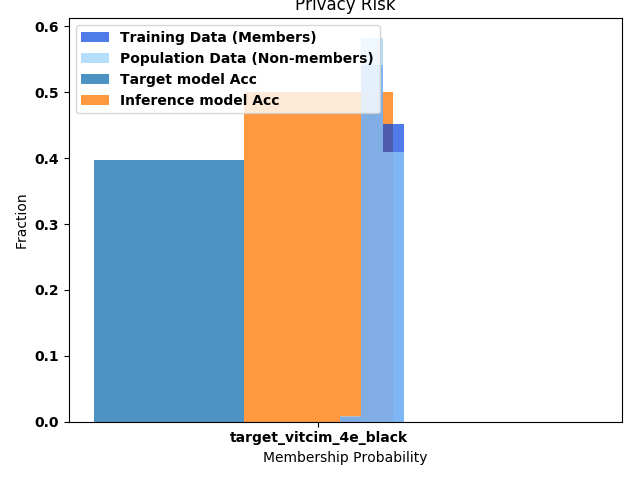 Privacy Risk
Training Data (Members)
Population Data (Non-members)
Target model Acc
Inference model Acc
0.6
0.5
0.4
0.3
0.2
0.1
0.0
Fraction
target_vitcim_4e_black
Membership Probability